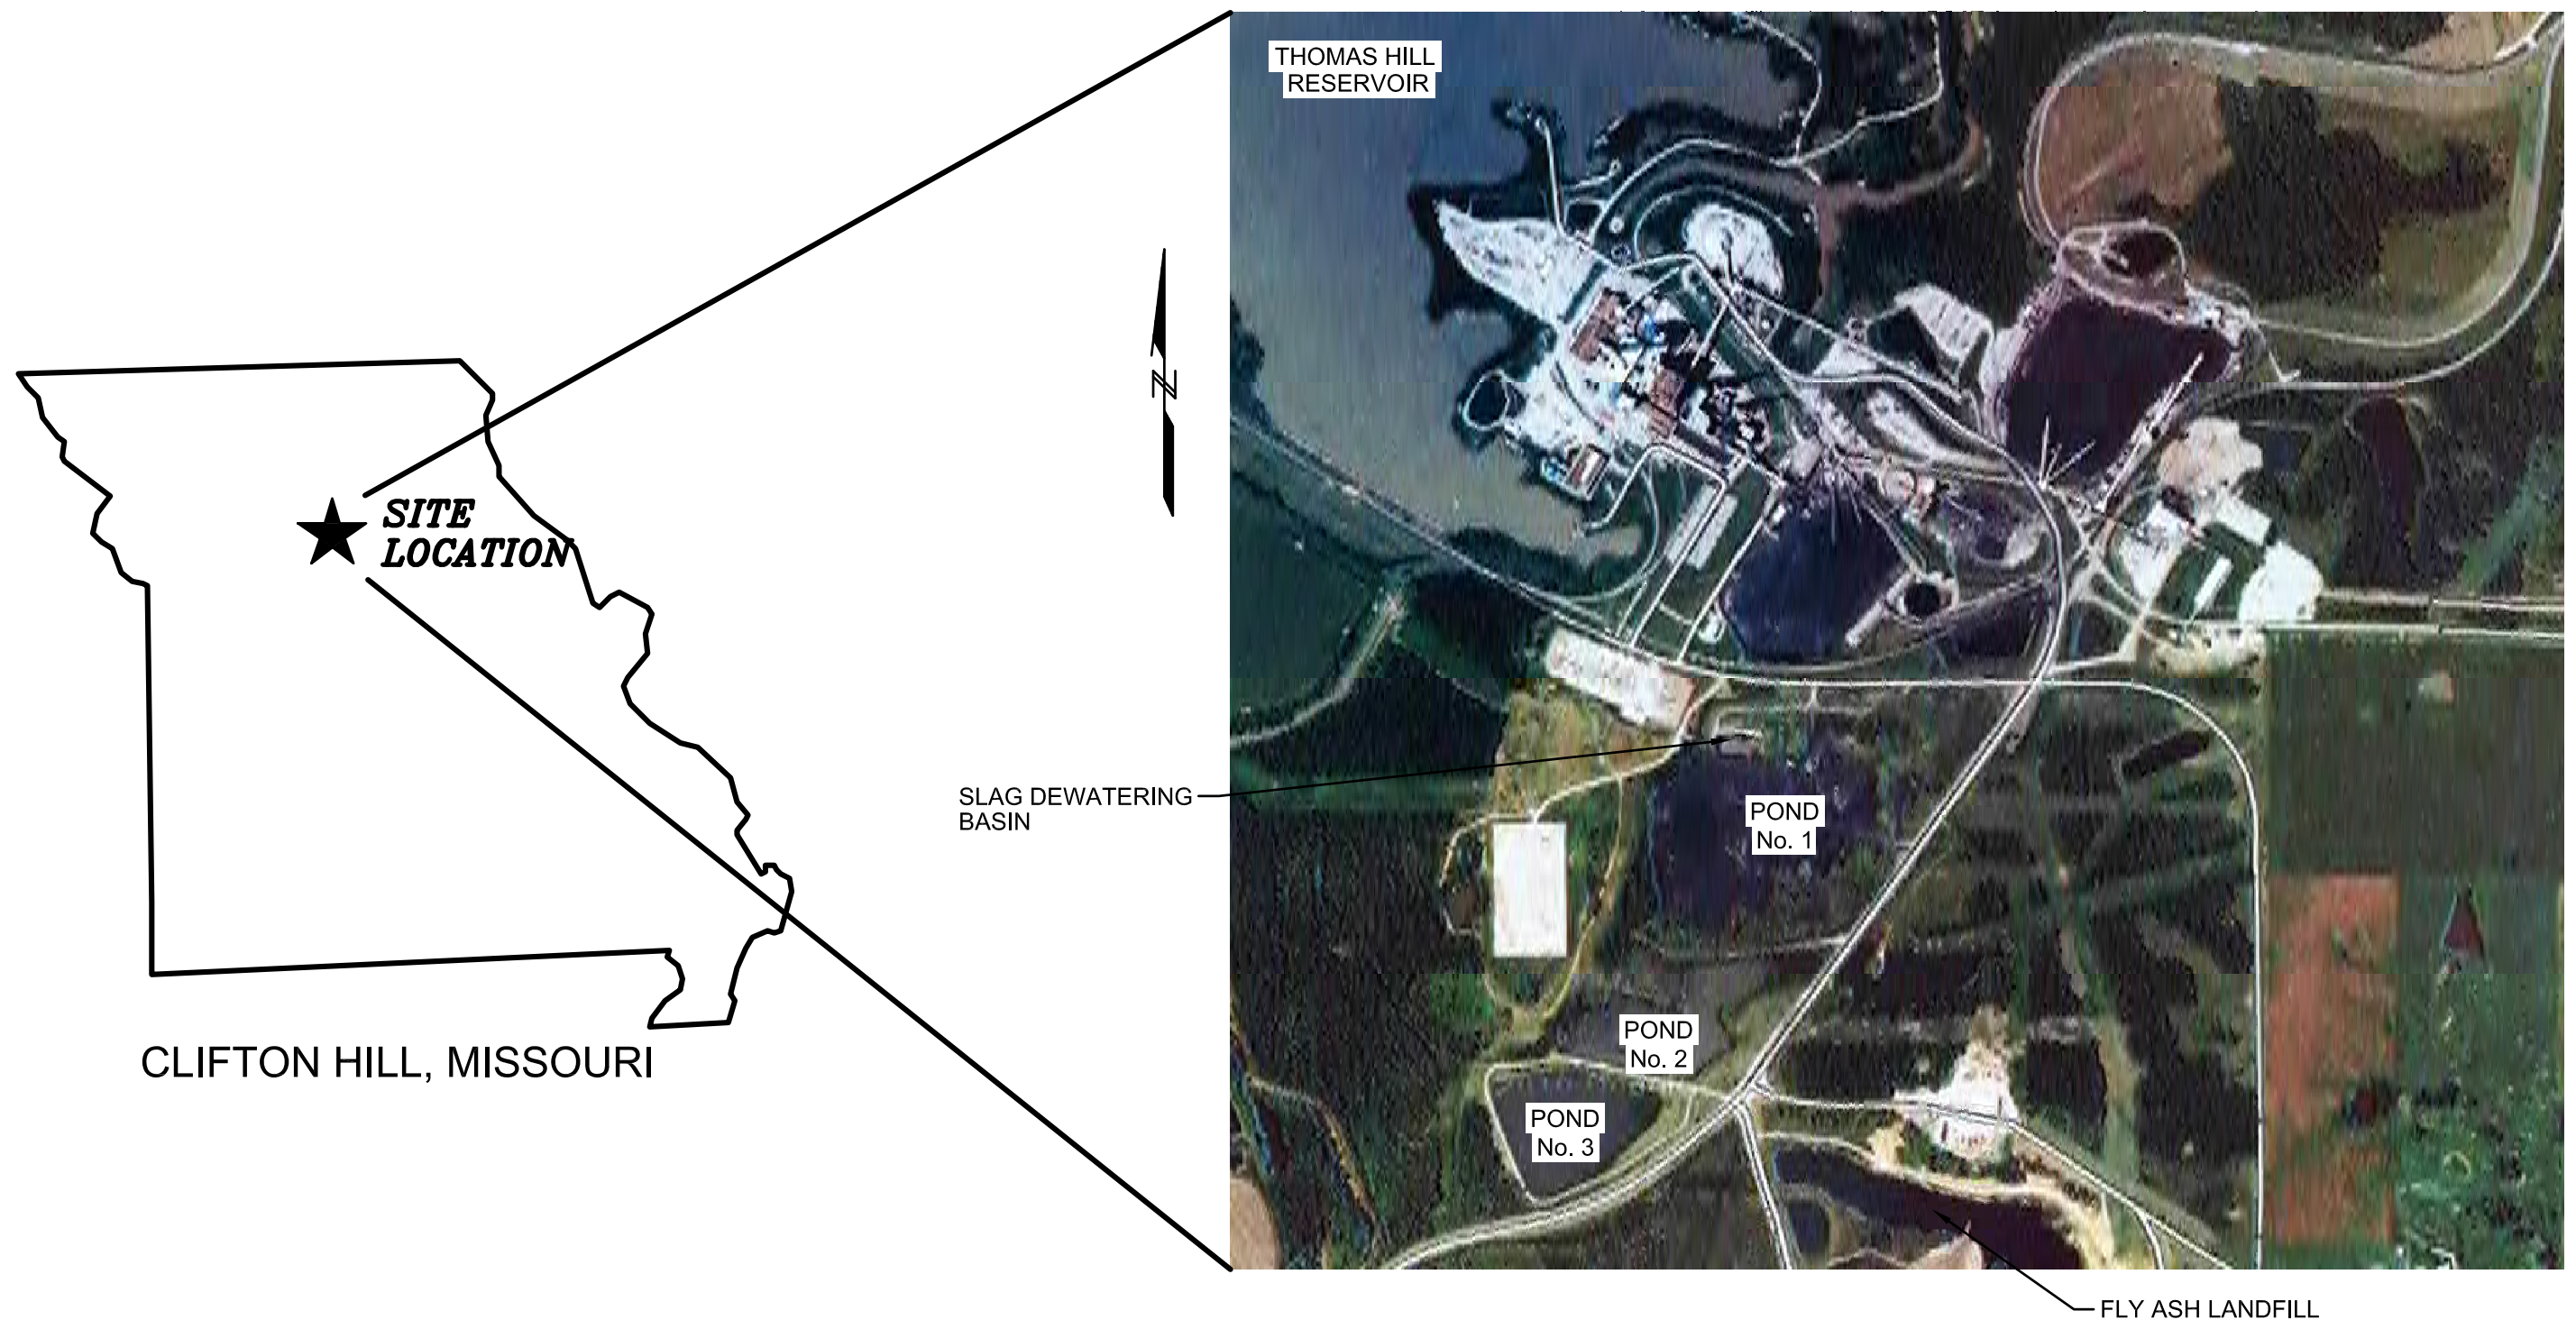 THOMAS HILL
RESERVOIR
N
SITE
LOCATION
SLAG DEWATERING
BASIN
POND
No. 1
POND
No. 2
CLIFTON HILL, MISSOURI
POND
No. 3
FLY ASH LANDFILL